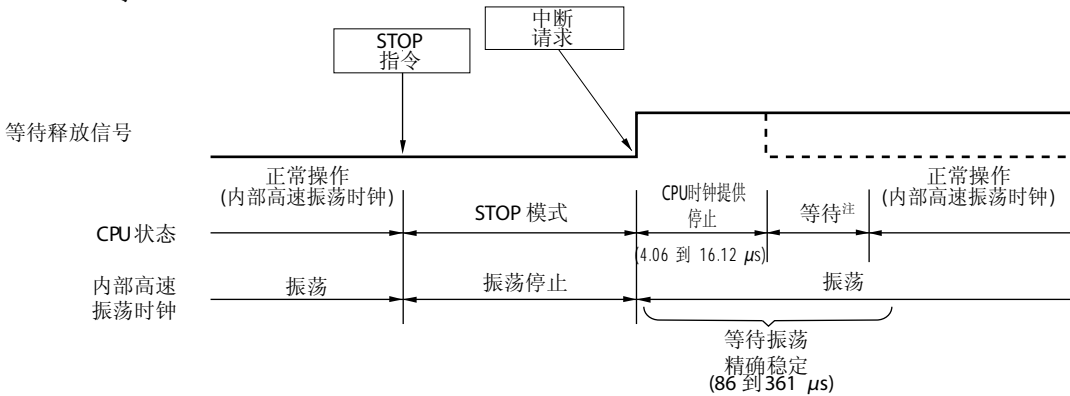 STOP
指令
中断
请求
等待释放信号
正常操作
(内部高速振荡时钟)
正常操作
(内部高速振荡时钟)
CPU 状态
STOP 模式
CPU时钟提供
停止
(4.06 到 16.12 μs)
等待注
内部高速
振荡时钟
振荡
振荡停止
振荡
等待振荡
精确稳定
(86 到 361 μs)